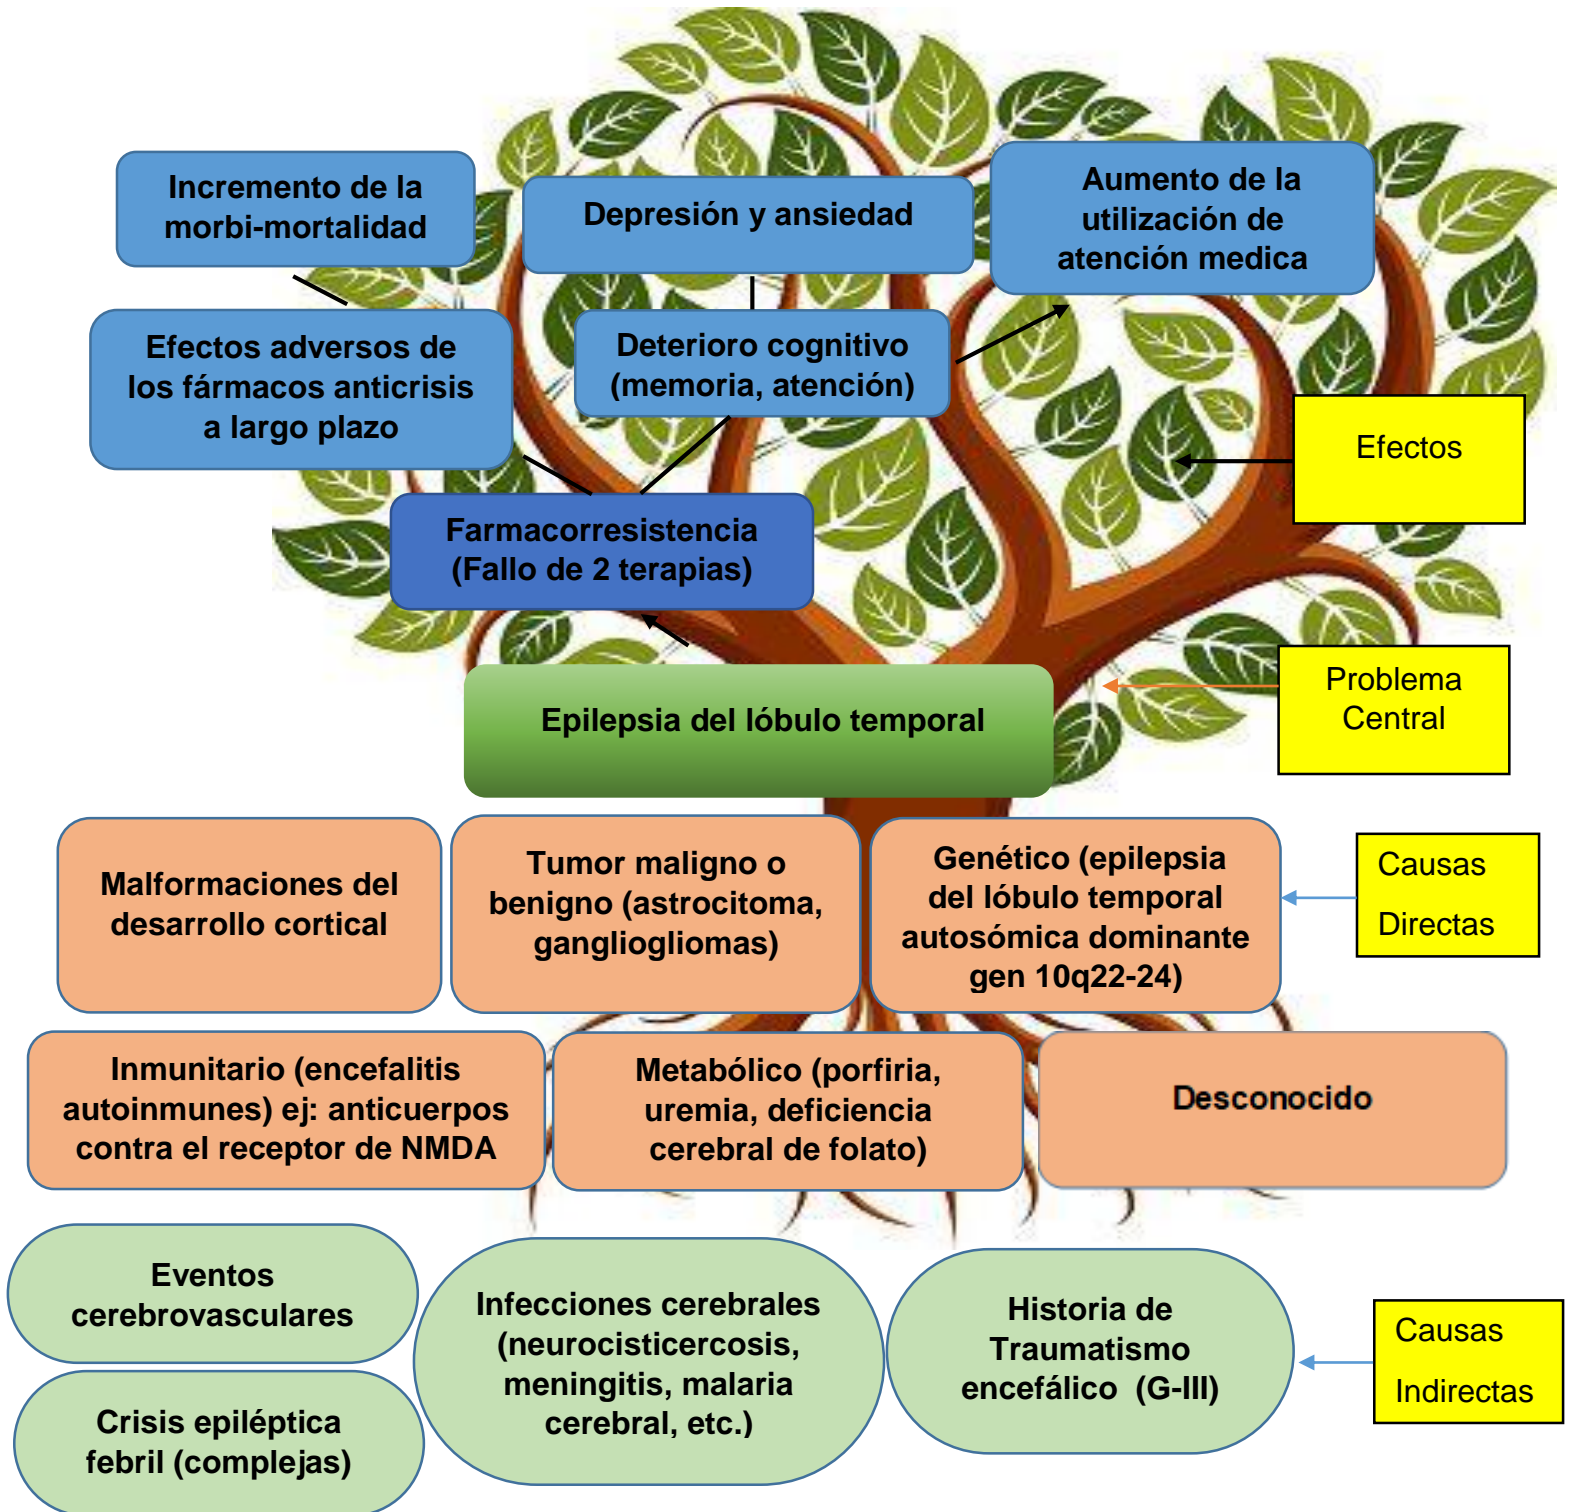 Incremento de la
morbi-mortalidad
Depresión y ansiedad
Aumento de la
utilización de
atención medica
Efectos adversos de
los fármacos anticrisis
a largo plazo
Deterioro cognitivo
(memoria, atención)
Efectos
Farmacorresistencia
(Fallo de 2 terapias)
Problema
Central
Epilepsia del lóbulo temporal
Malformaciones del
desarrollo cortical
Tumor maligno o
benigno (astrocitoma,
gangliogliomas)
Genético (epilepsia
del lóbulo temporal
autosómica dominante
gen 10q22-24)
Causas
Directas
Inmunitario (encefalitis
autoinmunes) ej: anticuerpos
contra el receptor de NMDA
Metabólico (porfiria,
uremia, deficiencia
cerebral de folato)
Desconocido
Eventos
cerebrovasculares
Infecciones cerebrales
(neurocisticercosis,
meningitis, malaria
cerebral, etc.)
Historia de
Traumatismo
encefálico (G-III)
Causas
Indirectas
Crisis epiléptica
febril (complejas)